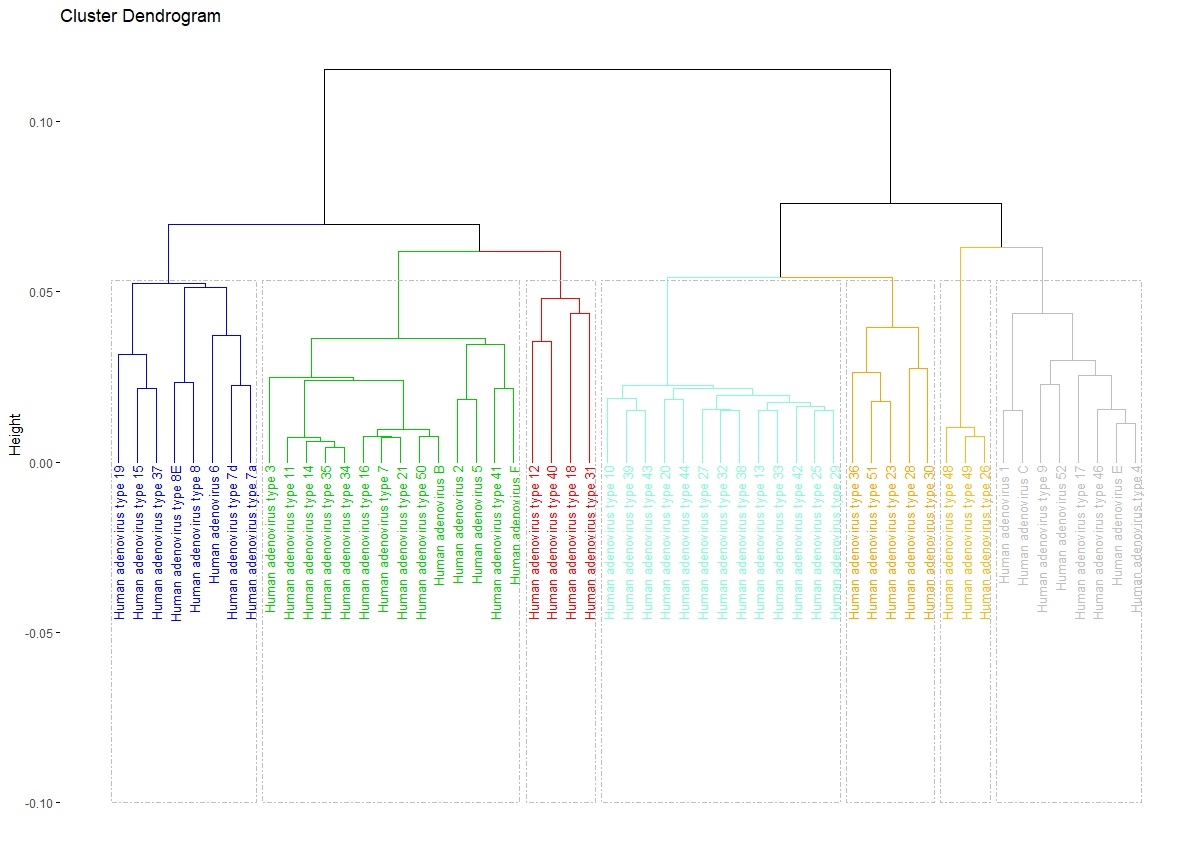 Cluster Dendrogram
Height
0.10
0.05
0.00
-0.05
-0.10
Human adenovirus type 19
Human adenovirus type 15
Human adenovirus type 37
Human adenovirus type 8E
Human adenovirus type 8
Human adenovirus 6
Human adenovirus type 7d
Human adenovirus type 7a
Human adenovirus type 3
Human adenovirus type 11
Human adenovirus type 14
Human adenovirus type 35
Human adenovirus type 34
Human adenovirus type 16
Human adenovirus type 7
Human adenovirus type 21
Human adenovirus type 50
Human adenovirus B
Human adenovirus 2
Human adenovirus 5
Human adenovirus type 41
Human adenovirus F
Human adenovirus type 12
Human adenovirus type 40
Human adenovirus type 18
Human adenovirus type 31
Human adenovirus type 10
Human adenovirus type 39
Human adenovirus type 43
Human adenovirus type 20
Human adenovirus type 44
Human adenovirus type 27
Human adenovirus type 32
Human adenovirus type 38
Human adenovirus type 13
Human adenovirus type 33
Human adenovirus type 42
Human adenovirus type 25
Human adenovirus type 29
Human adenovirus type 36
Human adenovirus type 51
Human adenovirus type 23
Human adenovirus type 28
Human adenovirus type 30
Human adenovirus type 48
Human adenovirus type 49
Human adenovirus type 26
Human adenovirus 1
Human adenovirus C
Human adenovirus type 9
Human adenovirus 52
Human adenovirus type 17
Human adenovirus type 46
Human adenovirus E
Human adenovirus type 4